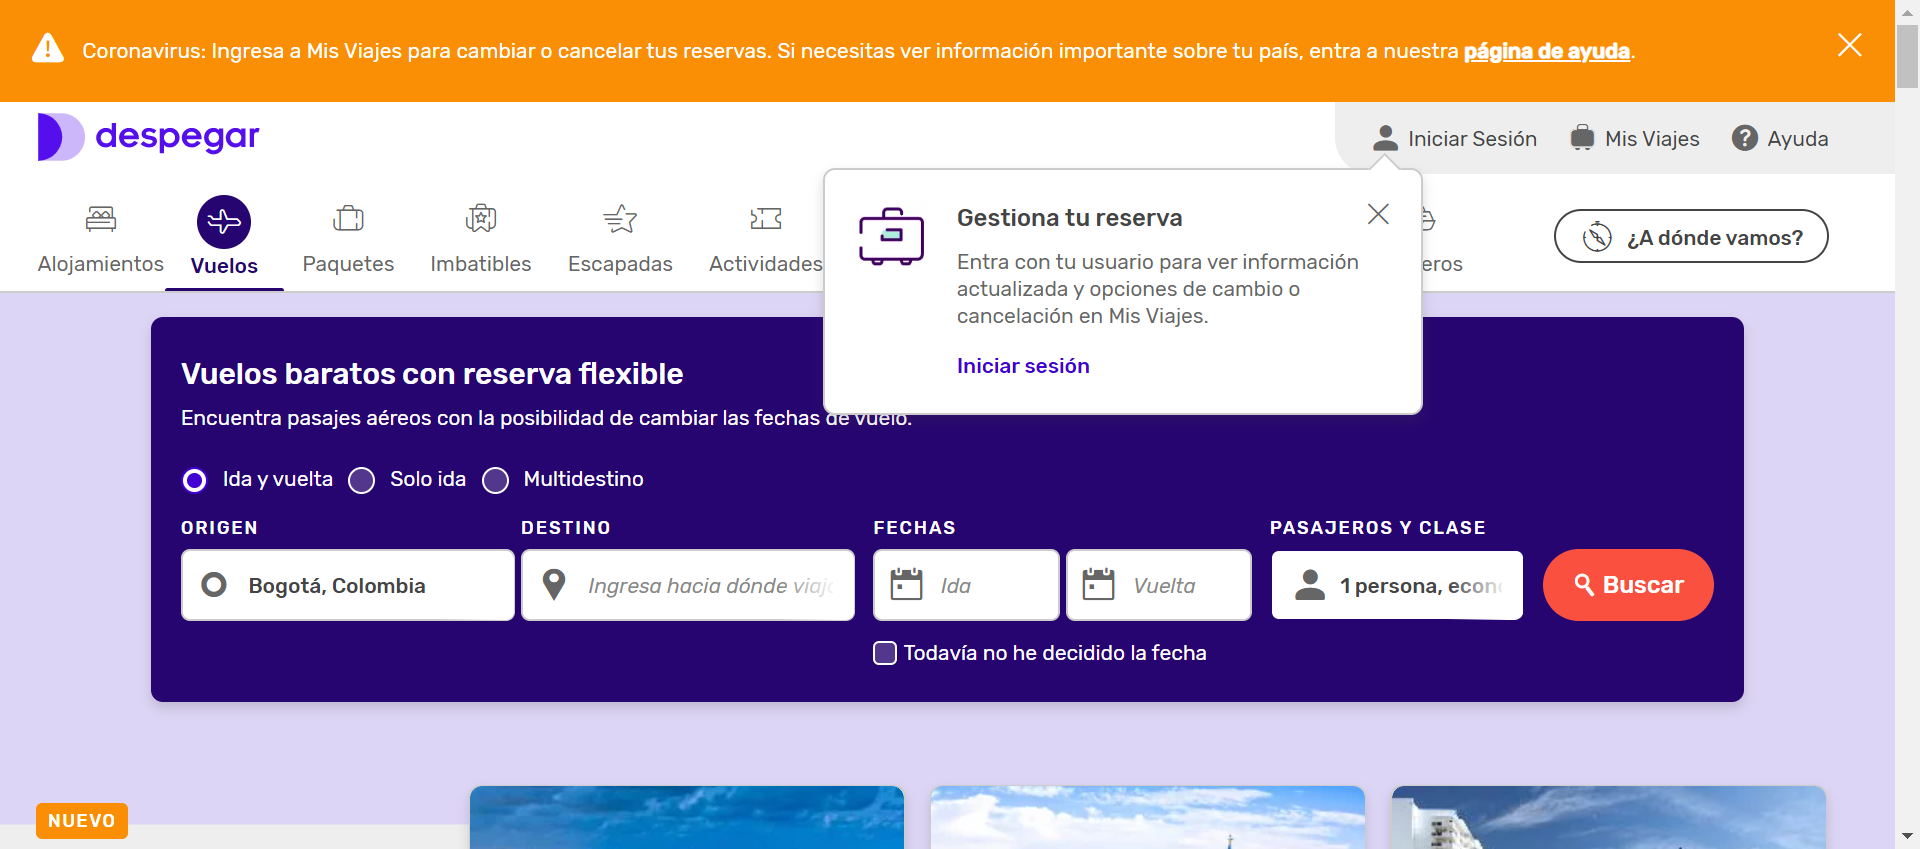 Coronavirus: Ingresa a Mis Viajes para cambiar o cancelar tus reservas. Si necesitas ver información importante sobre tu país, entra a nuestra página de ayuda.
despegar
Iniciar Sesión
Mis Viajes
Ayuda
Alojamientos
Vuelos
Paquetes
Imbatibles
Escapadas
Actividades
eros
¿A dónde vamos?
Gestiona tu reserva
Entra con tu usuario para ver información
actualizada y opciones de cambio o
cancelación en Mis Viajes.
Iniciar sesión
Vuelos baratos con reserva flexible
Encuentra pasajes aéreos con la posibilidad de cambiar las fechas de vuelo.
Ida y vuelta
Solo ida
Multidestino
ORIGEN
DESTINO
FECHAS
PASAJEROS Y CLASE
Bogotá, Colombia
Ingresa hacia dónde viaja
Ida
Vuelta
1 persona, econ
Buscar
Todavía no he decidido la fecha
NUEVO